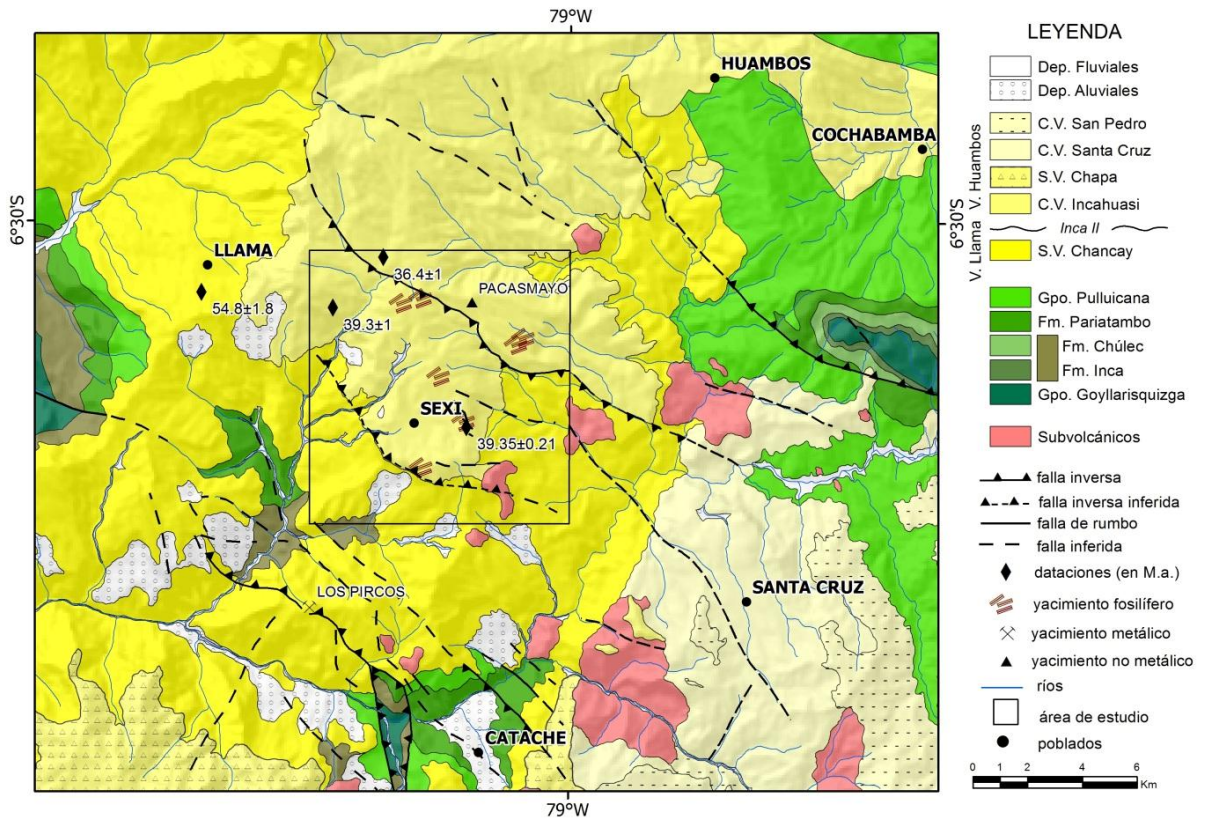 79°W
HUAMBOS
COCHABAMBA
6°30'S
6°30'S
LLAMA
54.8±1.8
36.4±1
PACASMAYO
39.3±1
SEXI
39.35±0.21
LOS PIRCOS
SANTA CRUZ
CATACHE
79°W
LEYENDA
Dep. Fluviales
Dep. Aluviales
V. Huambos
C.V. San Pedro
C.V. Santa Cruz
S.V. Chapa
C.V. Incahuasi
Inca II
V. Llama
S.V. Chancay
Gpo. Pulluicana
Fm. Pariatambo
Fm. Chúlec
Fm. Inca
Gpo. Goyllarisquizga
Subvolcánicos
falla inversa
falla inversa inferida
falla de rumbo
falla inferida
dataciones (en M.a.)
yacimiento fosilífero
yacimiento metálico
yacimiento no metálico
ríos
área de estudio
poblados
0 1 2 4 6
Km